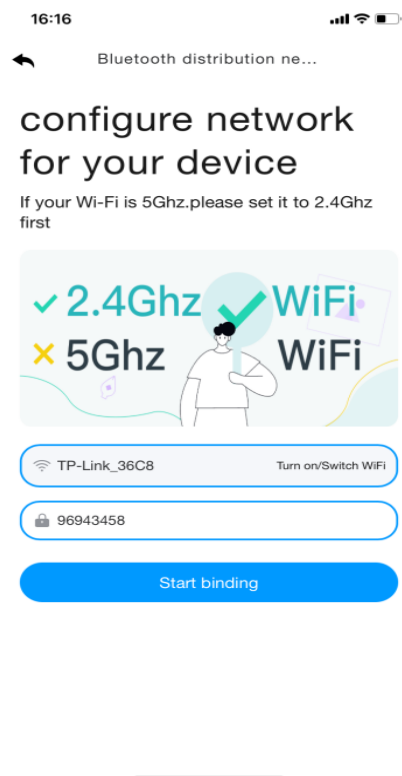 16:16
Bluetooth distribution ne...
configure network
for your device
If your Wi-Fi is 5Ghz.please set it to 2.4Ghz
first
2.4Ghz WiFi
5Ghz WiFi
TP-Link_36C8 Turn on/Switch WiFi
96943458
Start binding